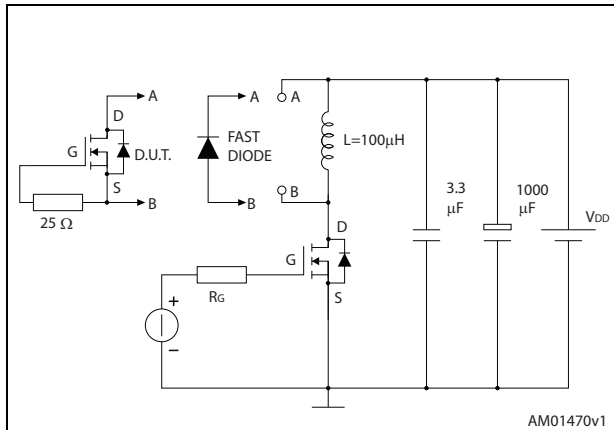 A
A
A
D
FAST
DIODE
L=100µH
G
D.U.T.
S
B
B
B
25 Ω
3.3
µF
1000
µF
VDD
D
G
RG
S
+
–
AM01470v1